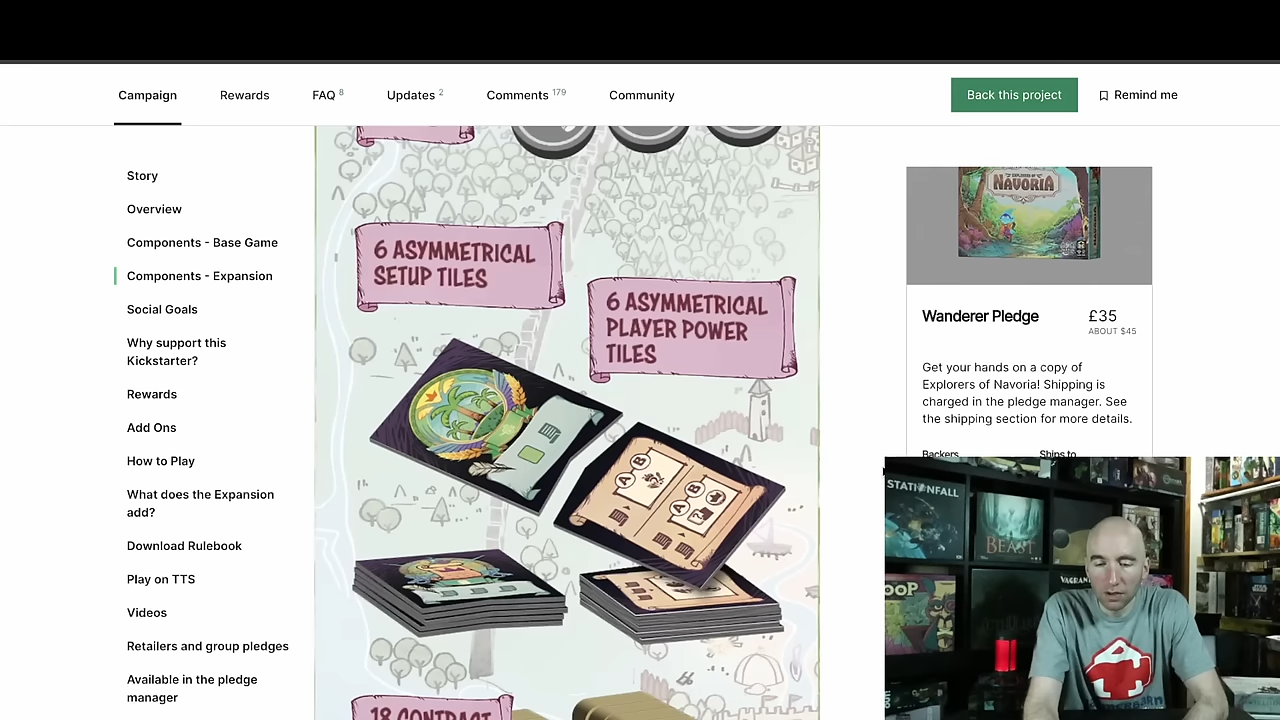 Campaign
Rewards
FAQ 8
Updates 2
Comments 179
Community
Back this project
Remind me
Story
Overview
Components - Base Game
Components - Expansion
Social Goals
Why support this
Kickstarter?
Rewards
Add Ons
How to Play
What does the Expansion
add?
Download Rulebook
Play on TTS
Videos
Retailers and group pledges
Available in the pledge
manager
6 ASYMMETRICAL
SETUP TILES
6 ASYMMETRICAL
PLAYER POWER
TILES
A B
A B
18 CONTRACT
NAVORIA
Wanderer Pledge
£35
ABOUT $45
Get your hands on a copy of
Explorers of Navoria! Shipping is
charged in the pledge manager. See
the shipping section for more details.
Backers
Ships to
STATIONFALL
BEAST